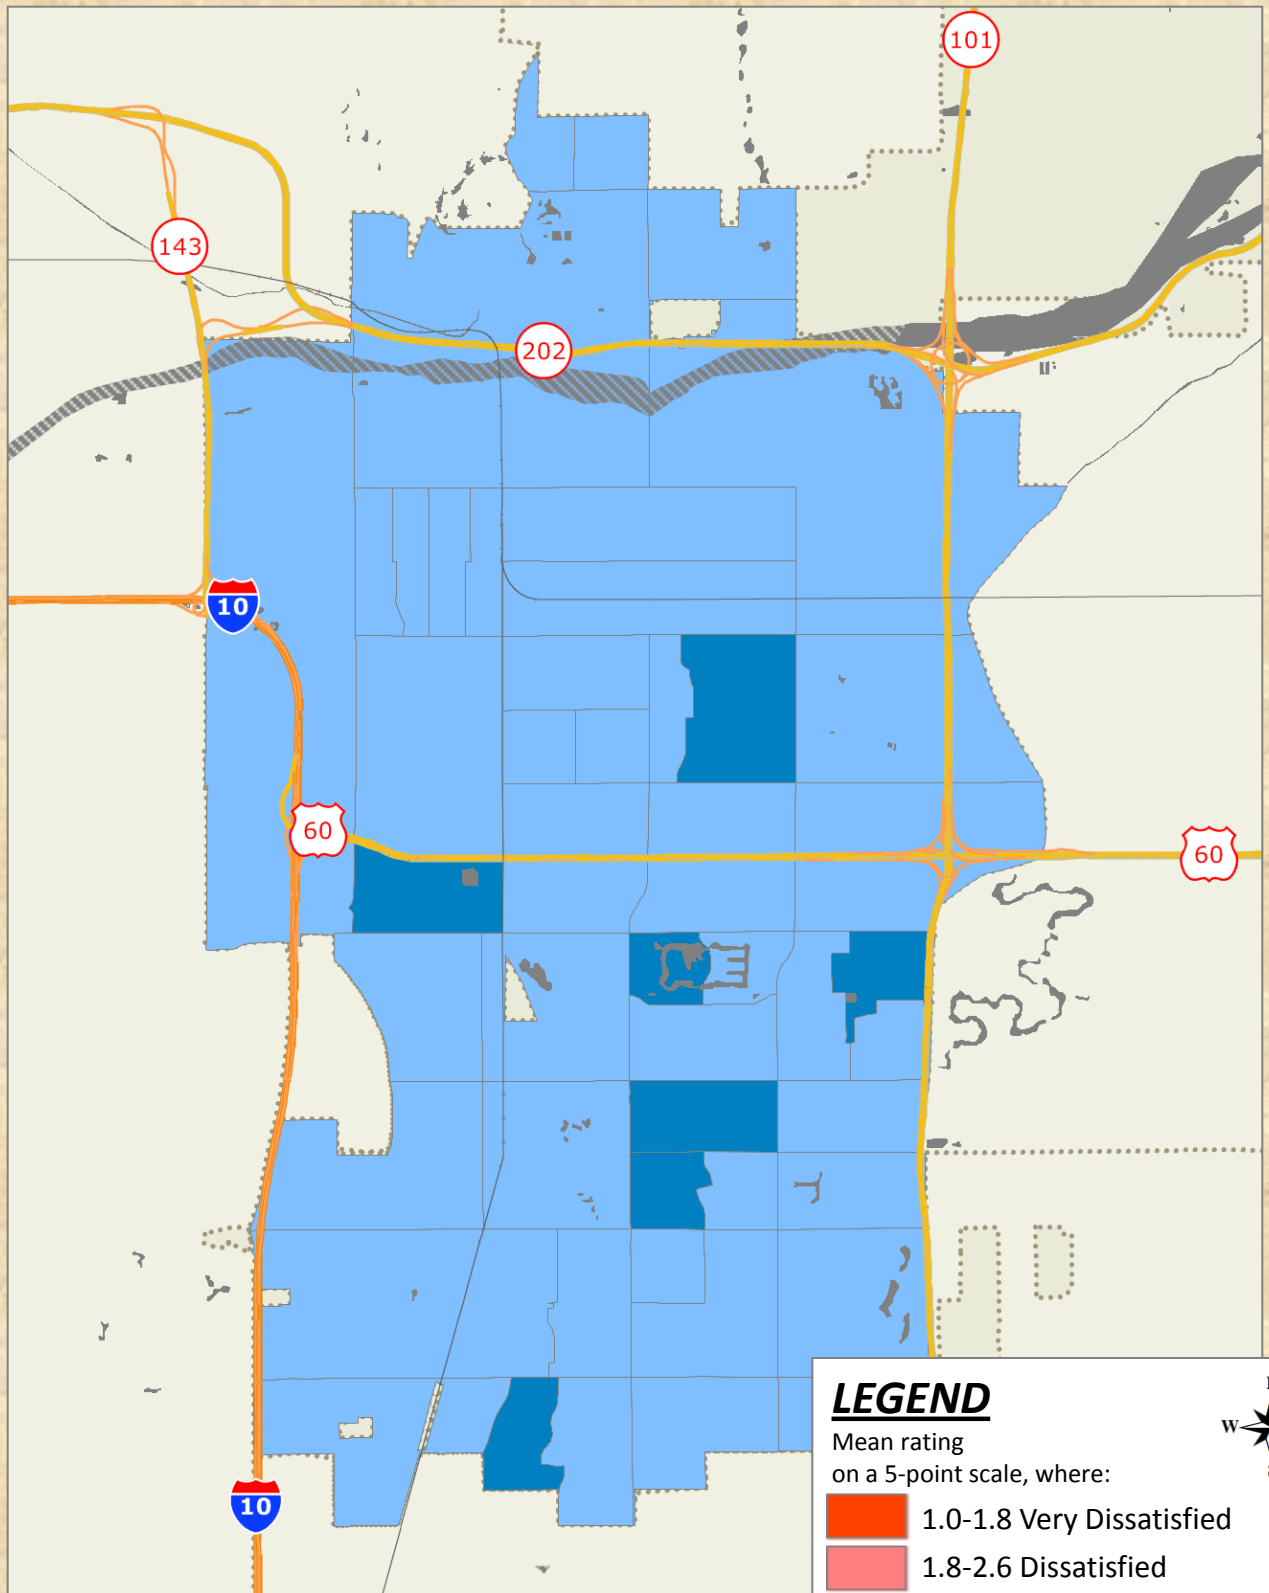 101
143
202
10
60
60
10
LEGEND
Mean rating
on a 5-point scale, where:
W
1.0-1.8 Very Dissatisfied
1.8-2.6 Dissatisfied